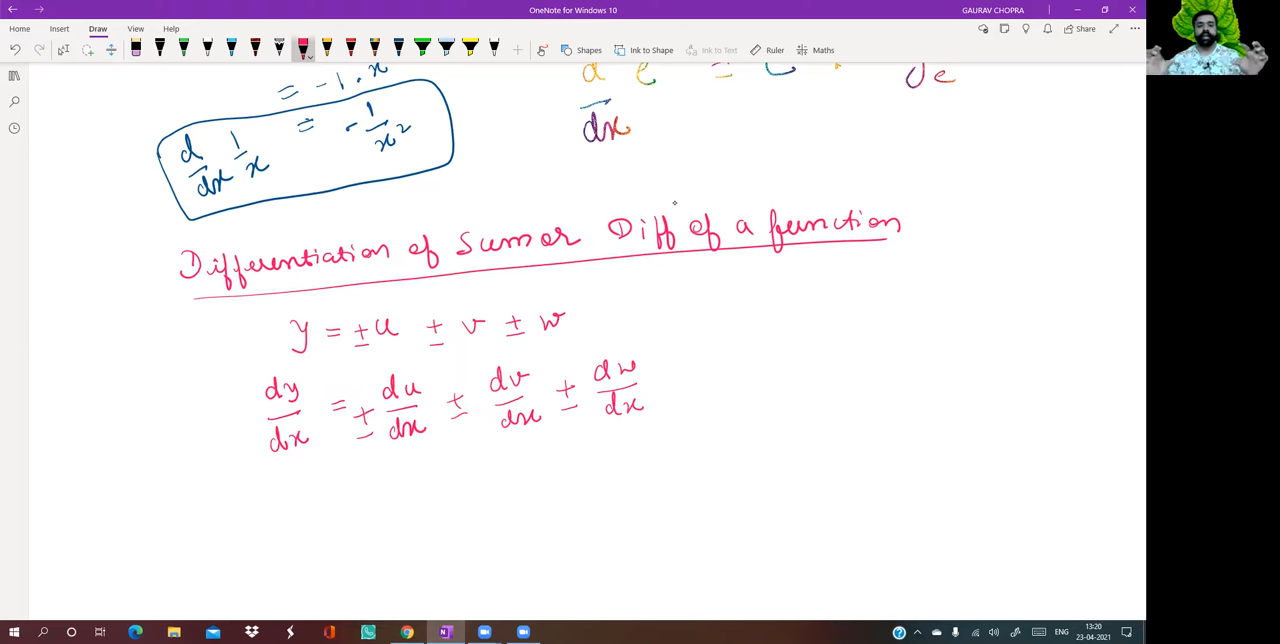 OneNote for Windows 10
GAURAV CHOPRA
Home Insert Draw View Help
Share
Shapes Ink to Shape Ink to Text Ruler Maths
= -1 . x
d/dx 1/x = - 1/x²
d/dx e =
Differentiation of Sum or Diff of a function
y = ± u ± v ± w
dy/dx = ± du/dx ± dv/dx ± dw/dx
ENG
13:20
23-04-2021